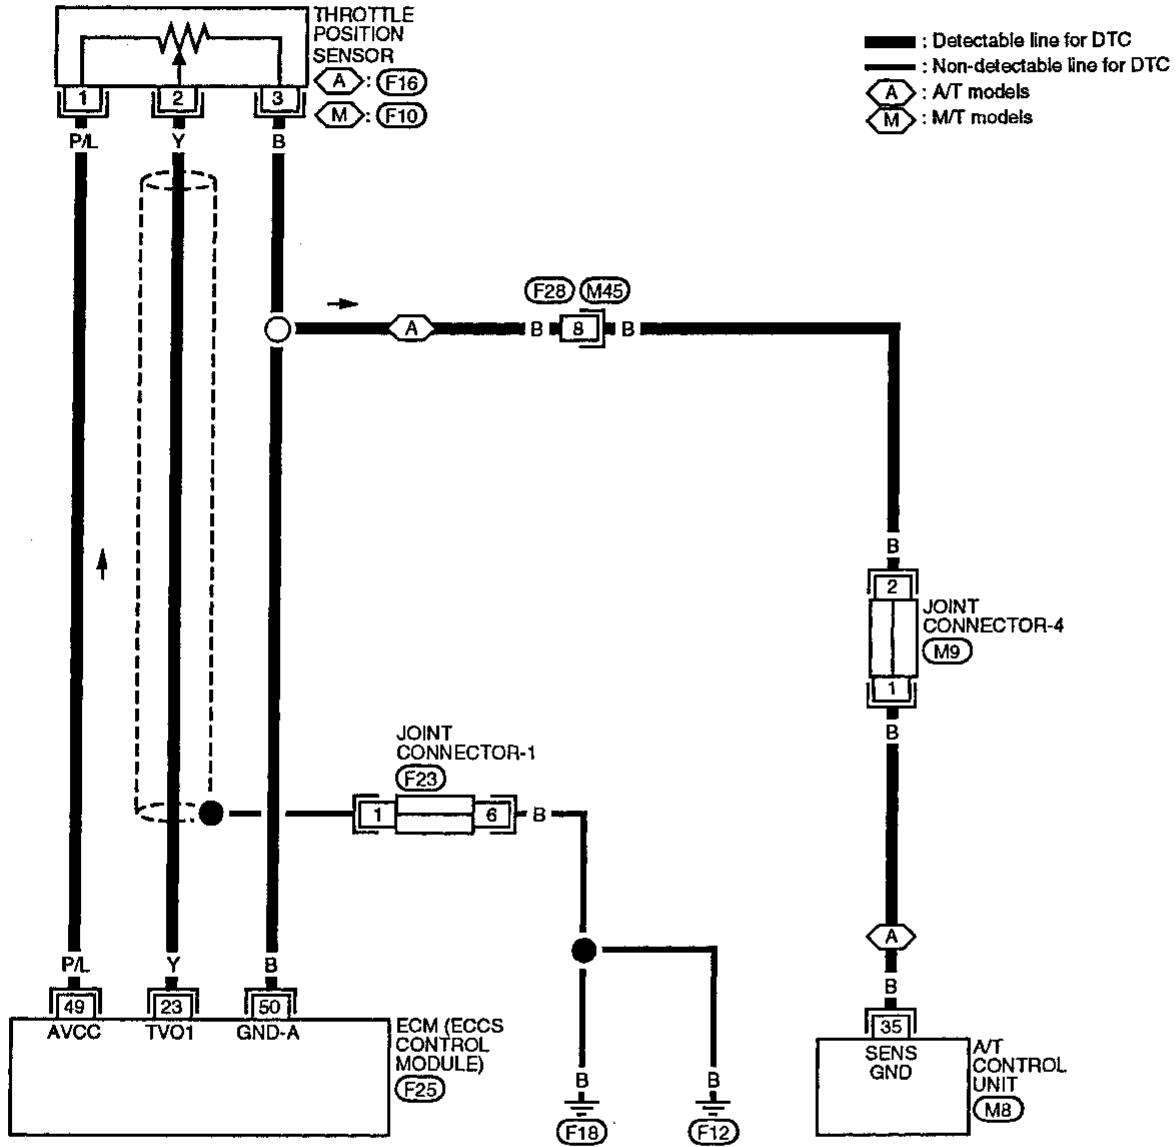 THROTTLE
POSITION
SENSOR
A : F16
M : F10
: Detectable line for DTC
: Non-detectable line for DTC
A : A/T models
M : M/T models
1 2 3
P/L Y B
F28 M45
A B 8 B
B
2
JOINT
CONNECTOR-4
M9
1
B
JOINT
CONNECTOR-1
F23
1 6 B
A
P/L Y B
B
49 23 50
AVCC TVO1 GND-A
ECM (ECCS
CONTROL
MODULE)
F25
35
SENS
GND
A/T
CONTROL
UNIT
M8
B B
F18 F12